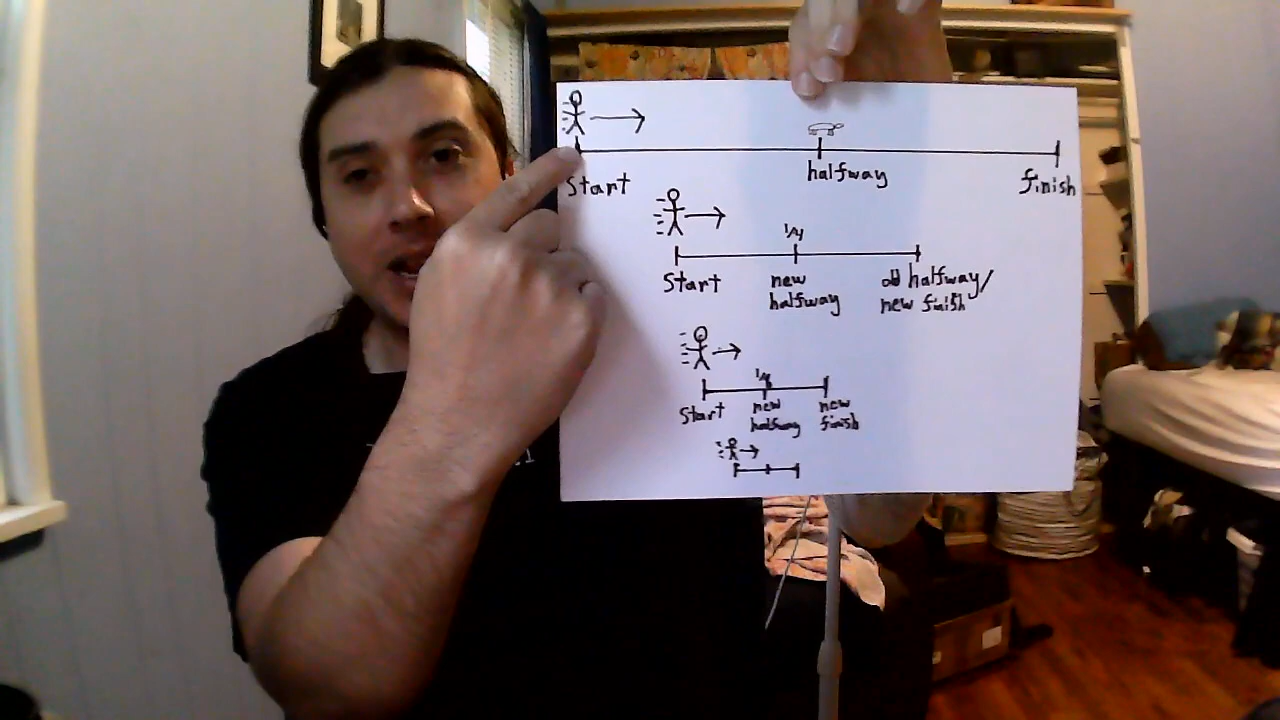 Start halfway finish
1/4
Start new halfway old halfway/ new finish
1/8
Start new halfway new finish